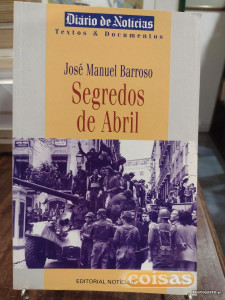 Diário de Notícias
Textos & Documentos
José Manuel Barroso
Segredos
de Abril
EDITORIAL NOTÍCIAS
coisas